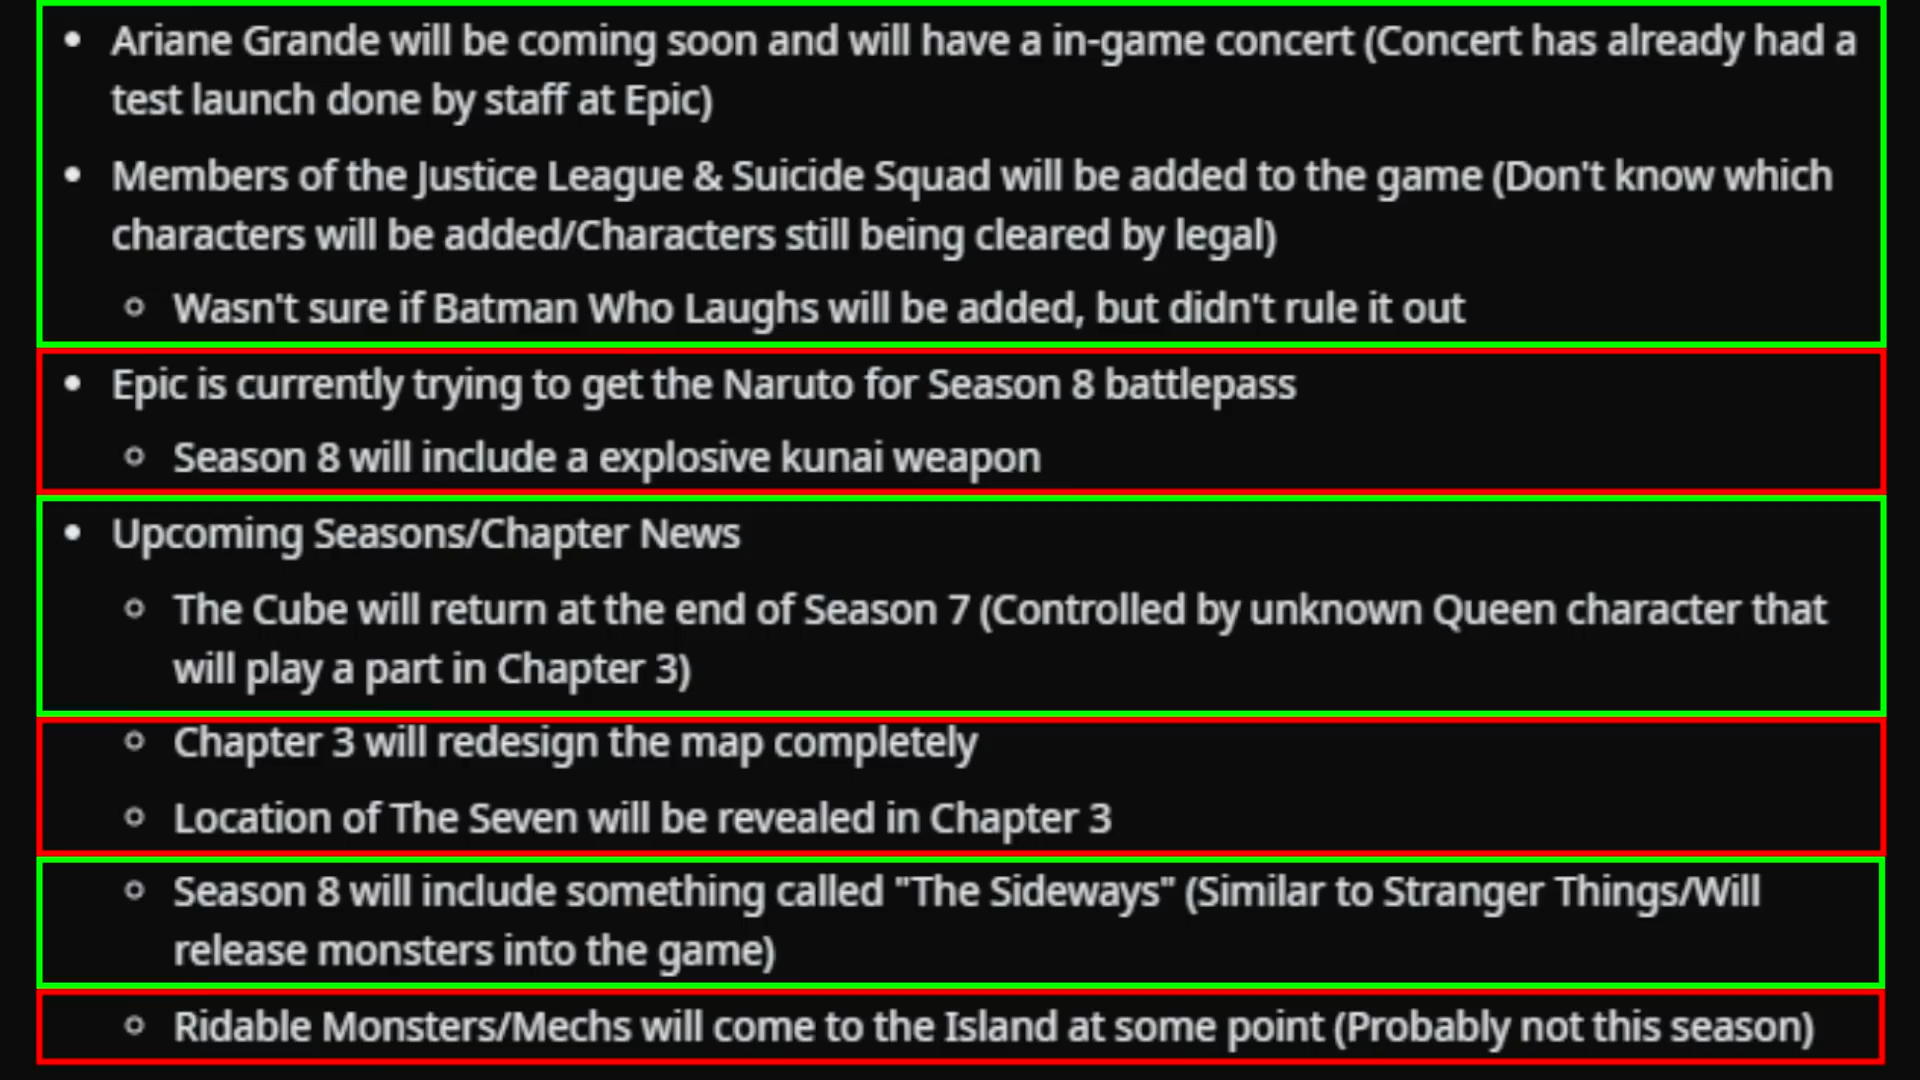 • Ariane Grande will be coming soon and will have a in-game concert (Concert has already had a
test launch done by staff at Epic)
• Members of the Justice League & Suicide Squad will be added to the game (Don't know which
characters will be added/Characters still being cleared by legal)
◦ Wasn't sure if Batman Who Laughs will be added, but didn't rule it out
• Epic is currently trying to get the Naruto for Season 8 battlepass
◦ Season 8 will include a explosive kunai weapon
• Upcoming Seasons/Chapter News
◦ The Cube will return at the end of Season 7 (Controlled by unknown Queen character that
will play a part in Chapter 3)
◦ Chapter 3 will redesign the map completely
◦ Location of The Seven will be revealed in Chapter 3
◦ Season 8 will include something called "The Sideways" (Similar to Stranger Things/Will
release monsters into the game)
◦ Ridable Monsters/Mechs will come to the Island at some point (Probably not this season)